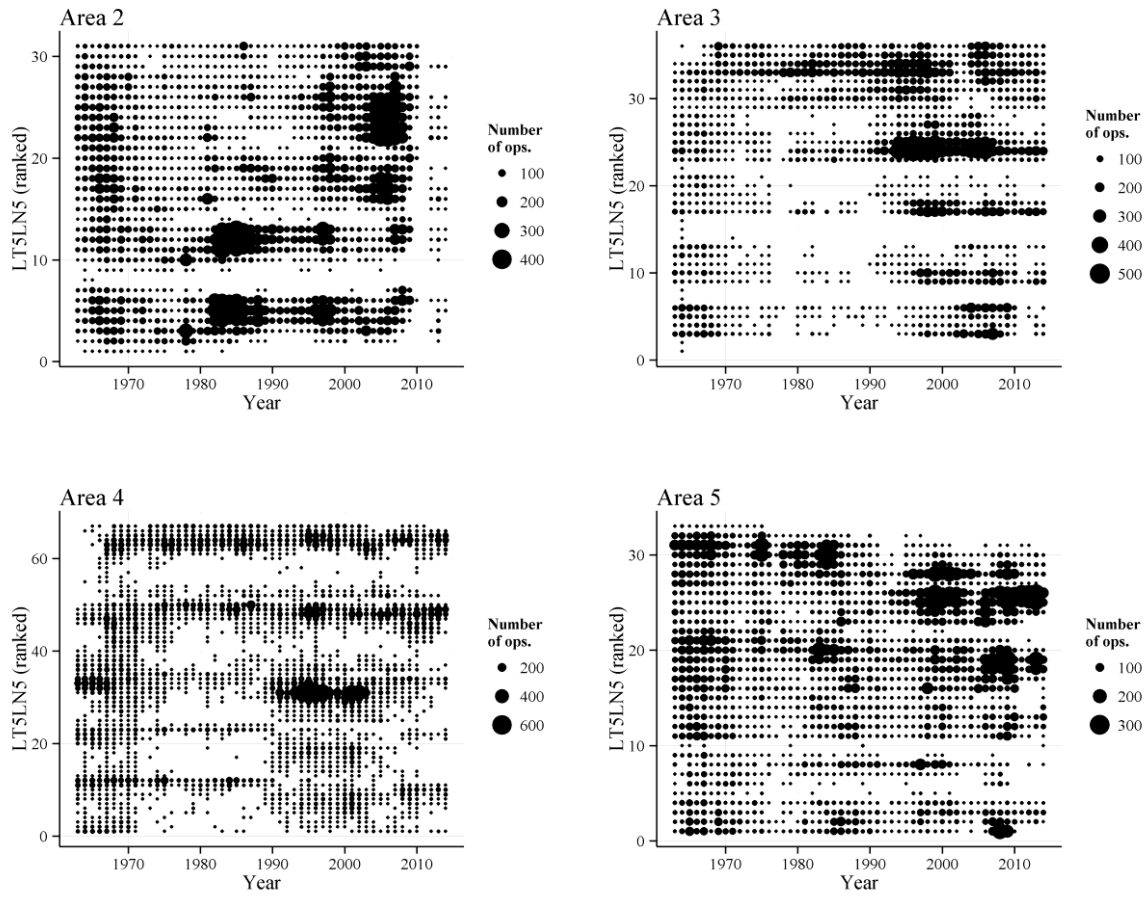 Area 2
30
20
10
0
LT5LN5 (ranked)
1970 1980 1990 2000 2010
Year
Number
of ops.
100
200
300
400
Area 3
30
20
10
0
LT5LN5 (ranked)
1970 1980 1990 2000 2010
Year
Number
of ops.
100
200
300
400
500
Area 4
60
40
20
0
LT5LN5 (ranked)
1970 1980 1990 2000 2010
Year
Number
of ops.
200
400
600
Area 5
30
20
10
0
LT5LN5 (ranked)
1970 1980 1990 2000 2010
Year
Number
of ops.
100
200
300